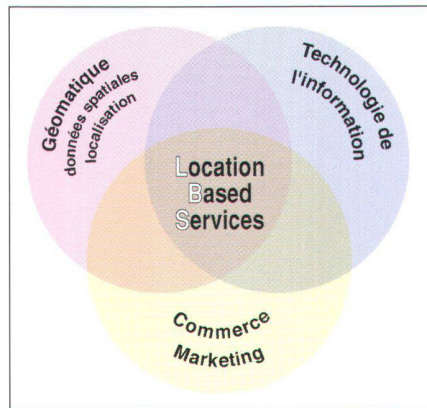 Géomatique
données spatiales
localisation
Technologie de
l'information
Location
Based
Services
Commerce
Marketing